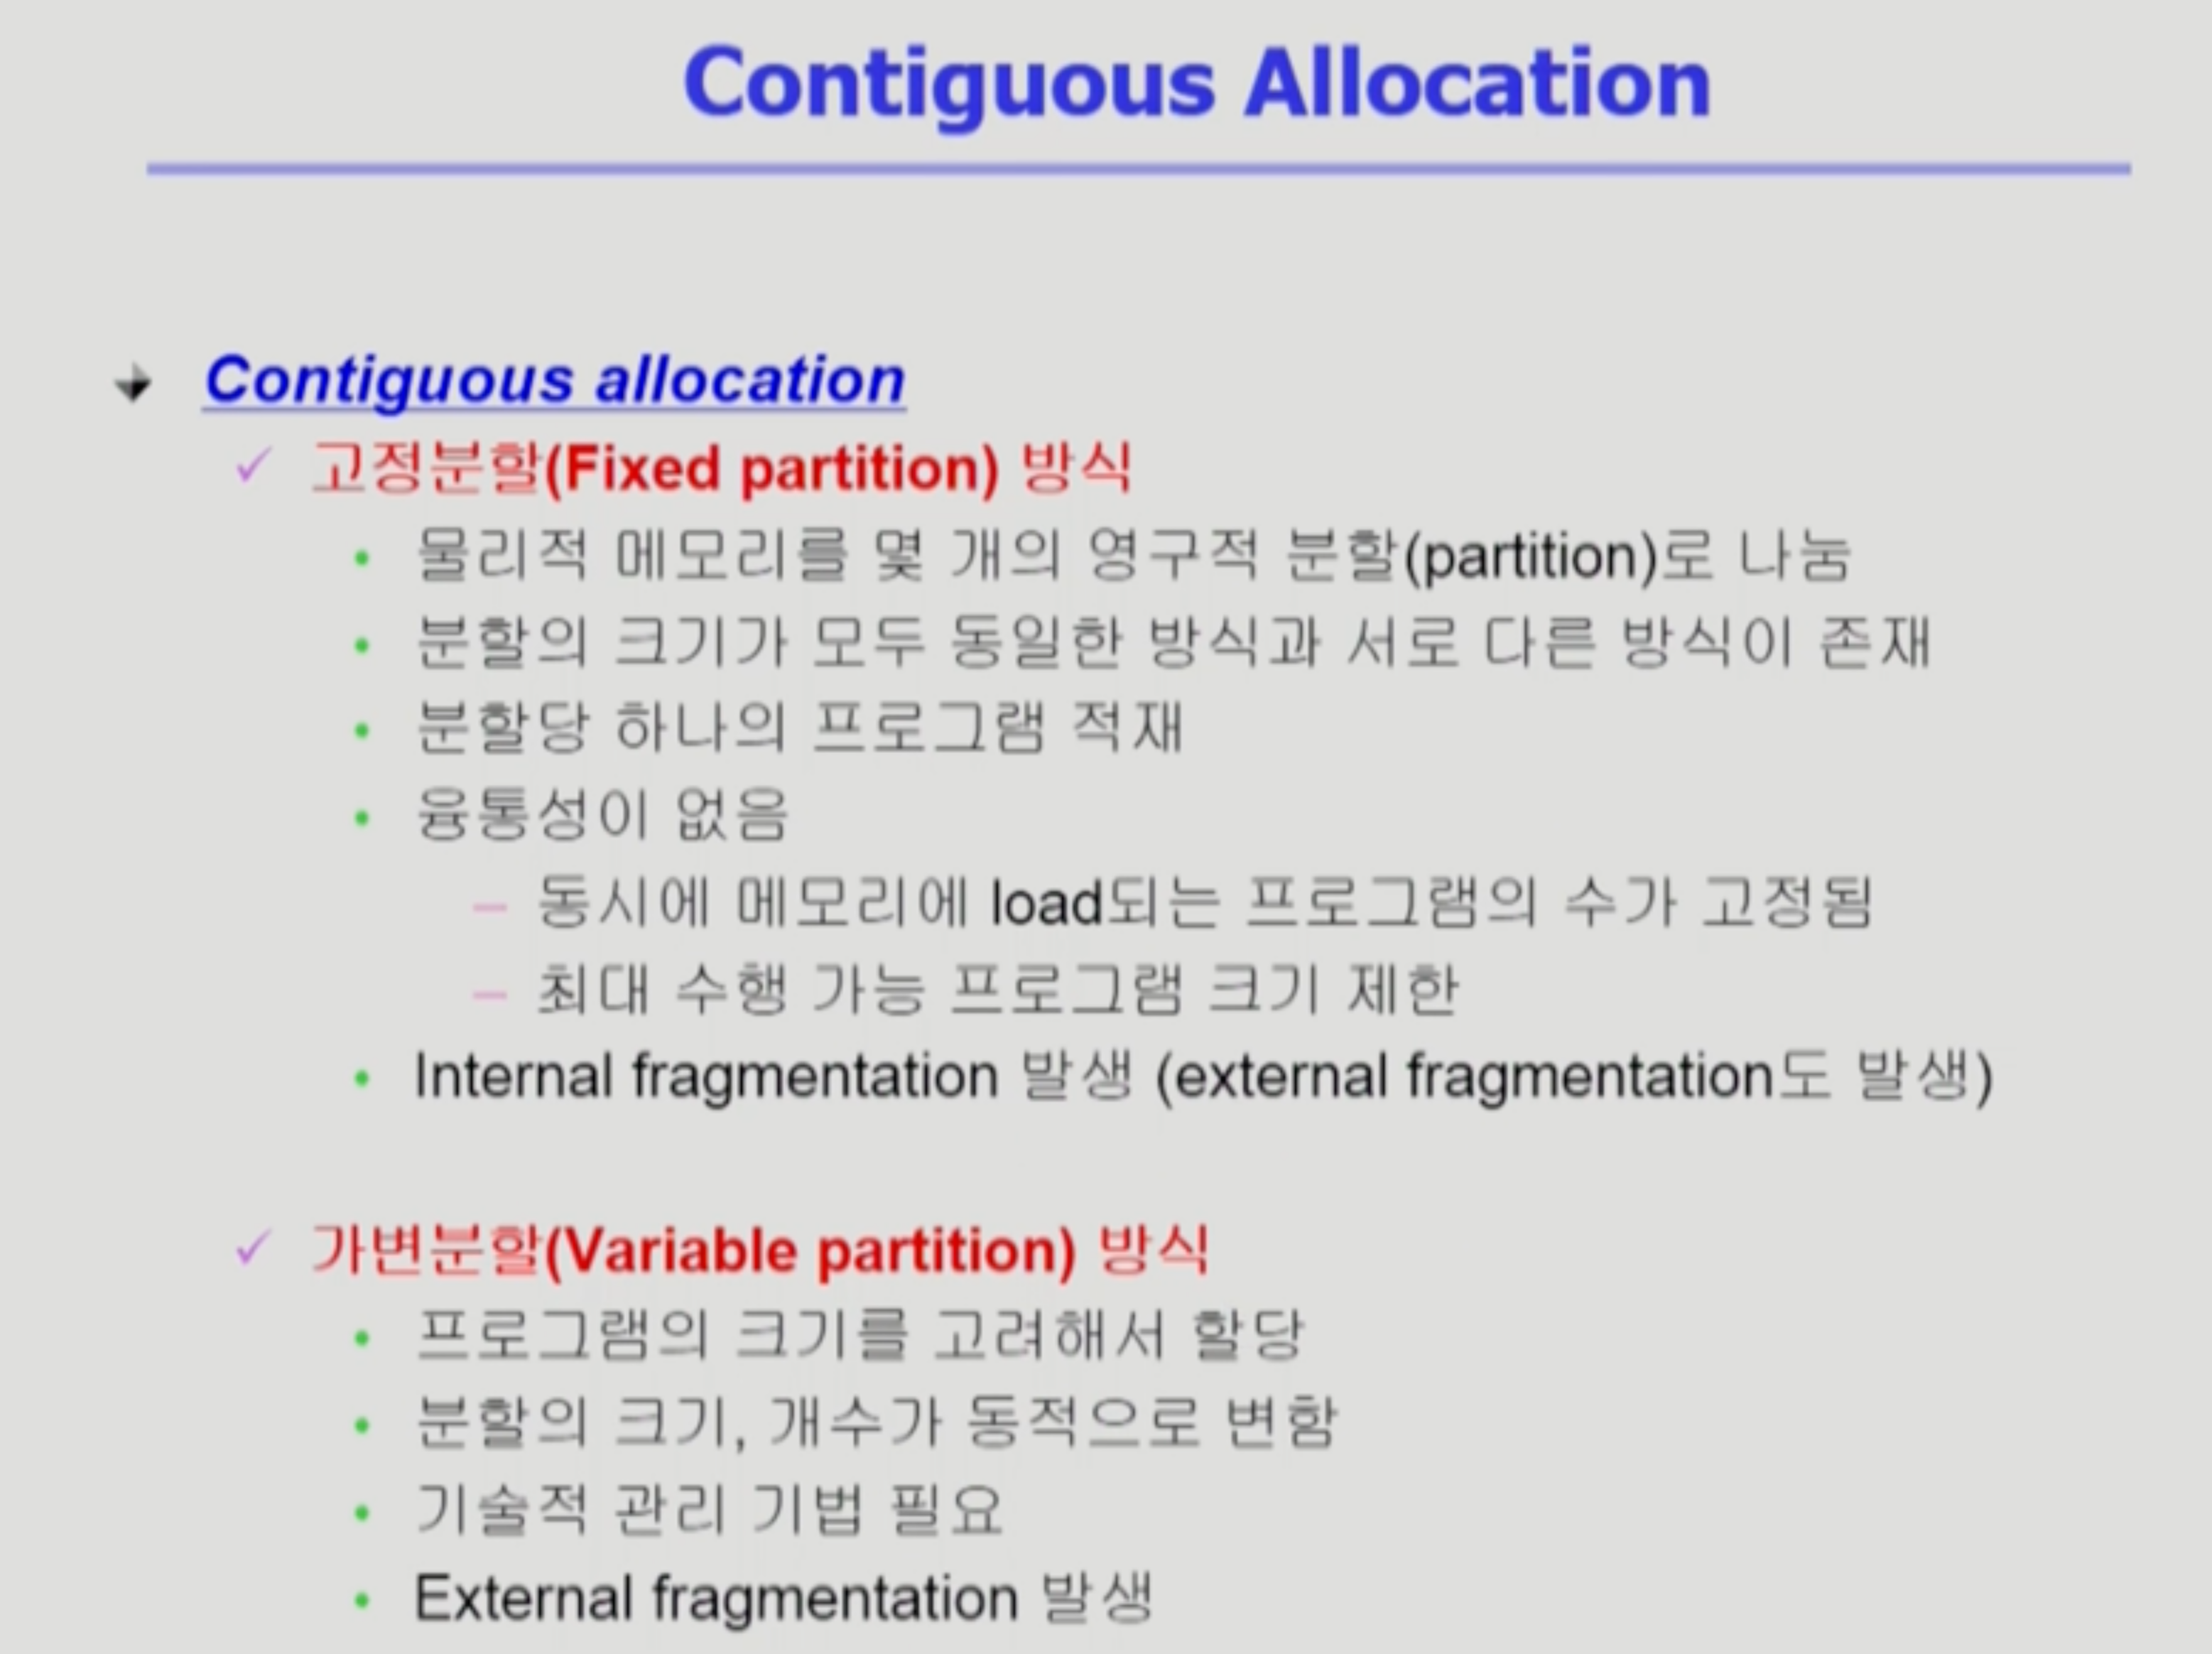 Contiguous Allocation
Contiguous allocation
고정분할(Fixed partition) 방식
물리적 메모리를 몇 개의 영구적 분할(partition)로 나눔
분할의 크기가 모두 동일한 방식과 서로 다른 방식이 존재
분할당 하나의 프로그램 적재
융통성이 없음
동시에 메모리에 load되는 프로그램의 수가 고정됨
최대 수행 가능 프로그램 크기 제한
Internal fragmentation 발생 (external fragmentation도 발생)
가변분할(Variable partition) 방식
프로그램의 크기를 고려해서 할당
분할의 크기, 개수가 동적으로 변함
기술적 관리 기법 필요
External fragmentation 발생